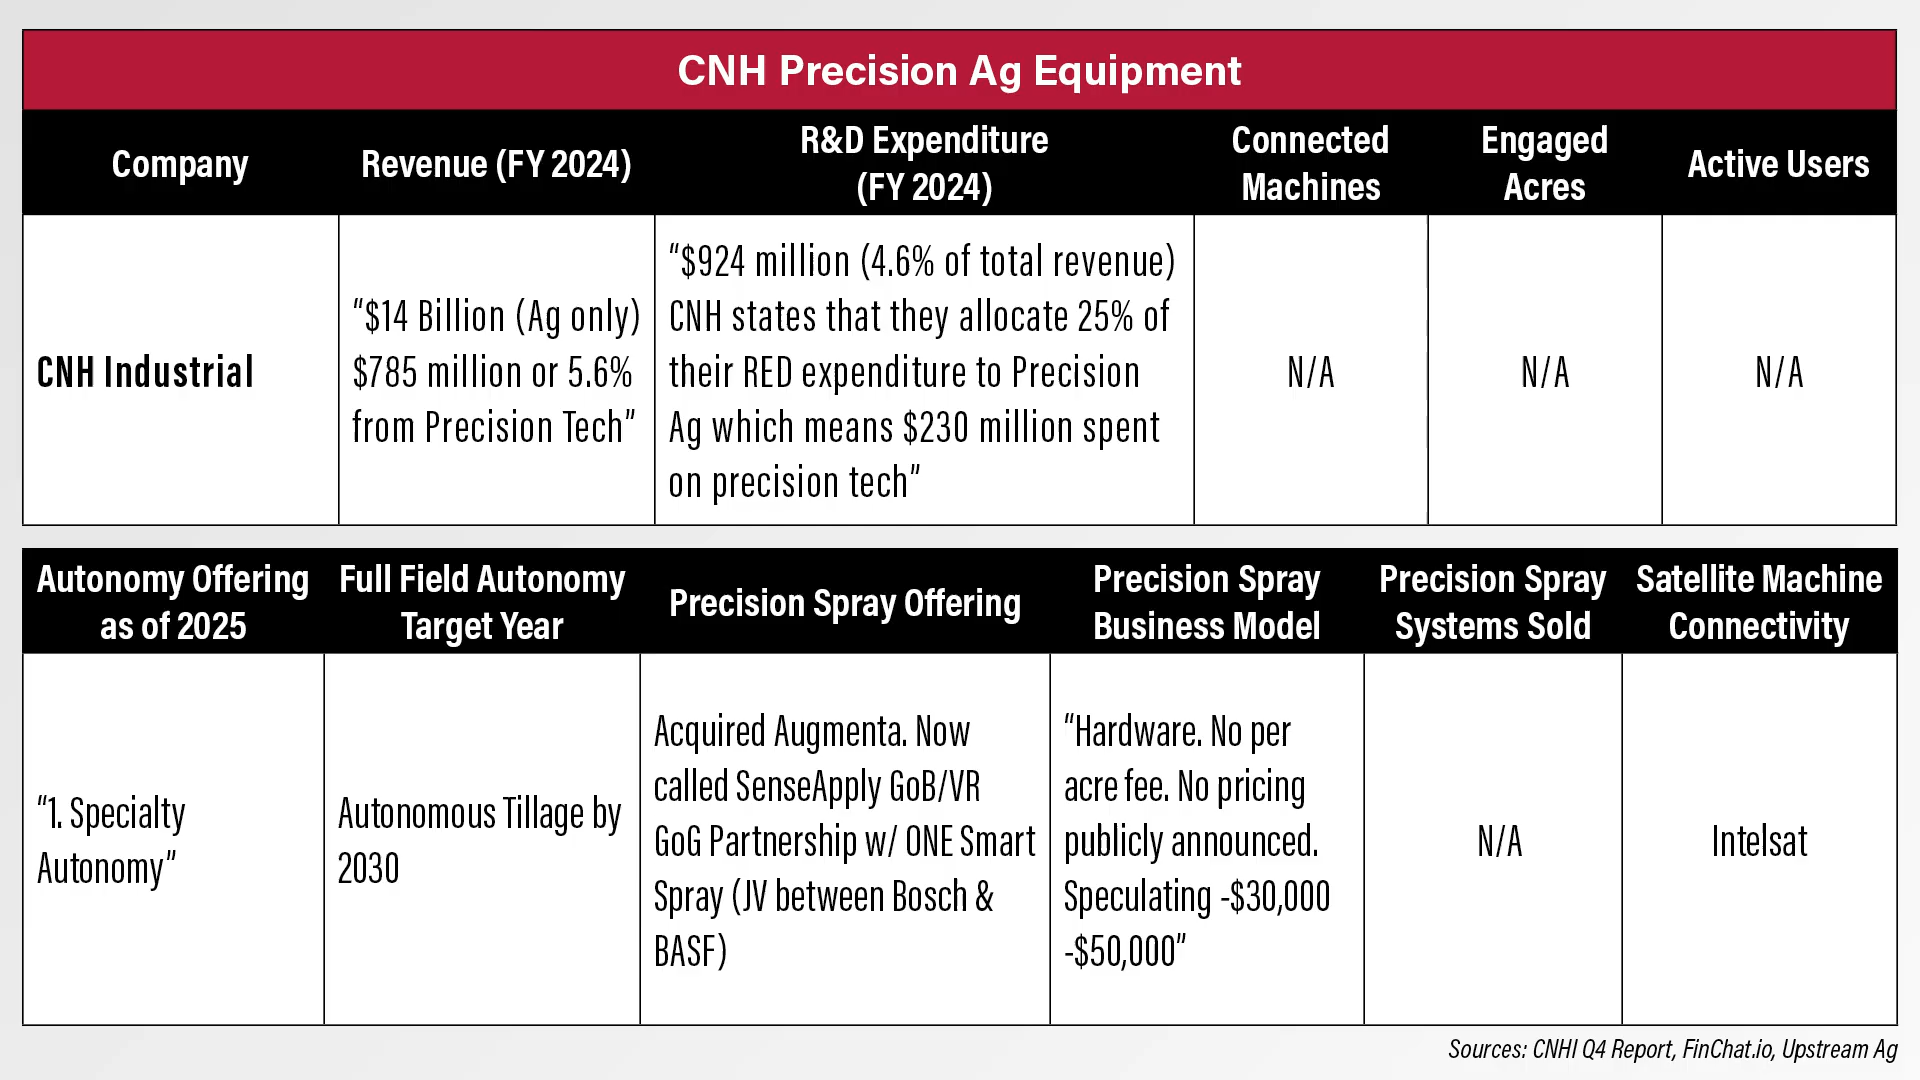 CNH Precision Ag Equipment
Company
Revenue (FY 2024)
R&D Expenditure
(FY 2024)
Connected
Machines
Engaged
Acres
Active Users
CNH Industrial
"$14 Billion (Ag only)
$785 million or 5.6%
from Precision Tech"
"$924 million (4.6% of total revenue)
CNH states that they allocate 25% of
their RED expenditure to Precision
Ag which means $230 million spent
on precision tech"
N/A
N/A
N/A
Autonomy Offering
as of 2025
Full Field Autonomy
Target Year
Precision Spray Offering
Precision Spray
Business Model
Precision Spray
Systems Sold
Satellite Machine
Connectivity
"1. Specialty
Autonomy"
Autonomous Tillage by
2030
Acquired Augmenta. Now
called SenseApply GoB/VR
GoG Partnership w/ ONE Smart
Spray (JV between Bosch &
BASF)
"Hardware. No per
acre fee. No pricing
publicly announced.
Speculating -$30,000
-$50,000"
N/A
Intelsat
Sources: CNHI Q4 Report, FinChat.io, Upstream Ag